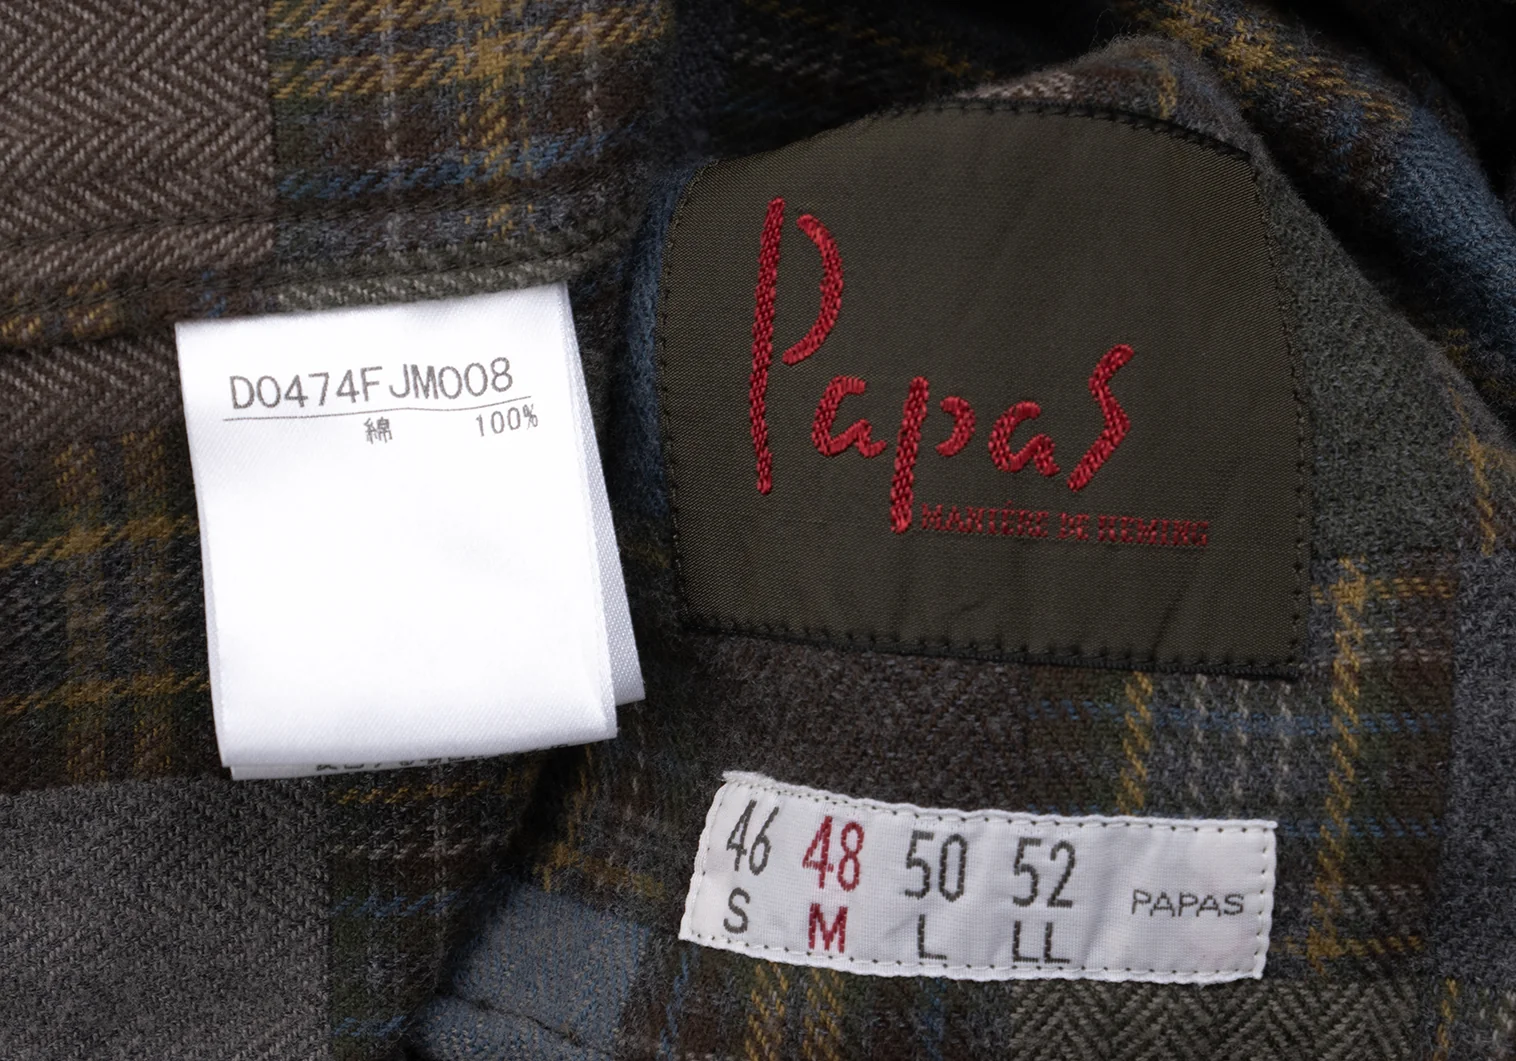 D0474FJM008
綿 100%
Papas
MANIÈRE DE HEMING
46 48 50 52
S M L LL
PAPAS